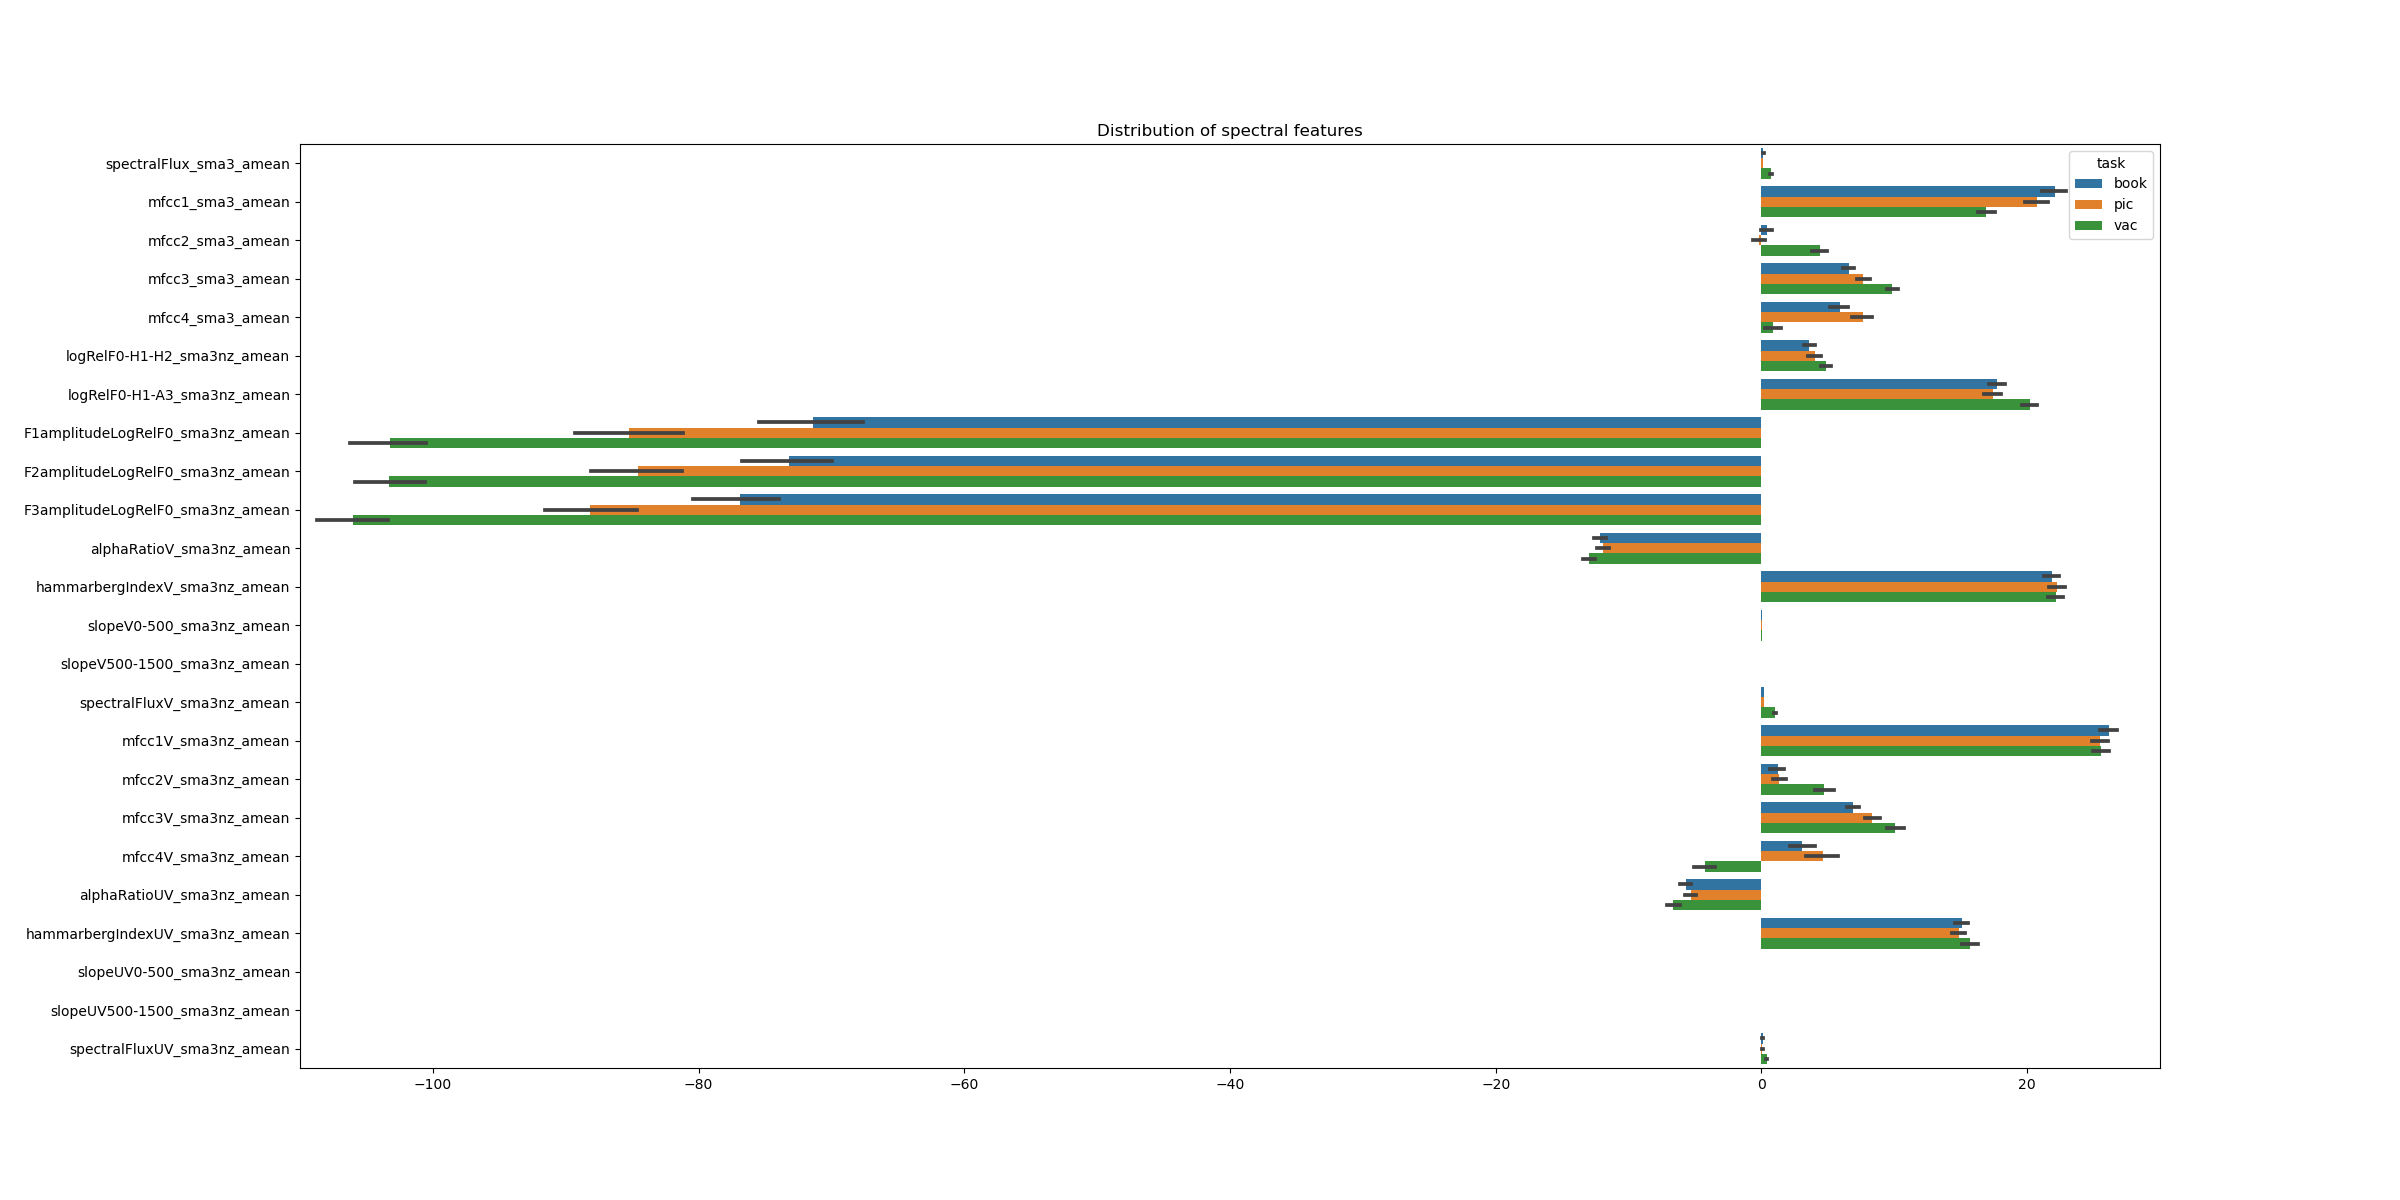 Distribution of spectral features
task
book
pic
vac
spectralFlux_sma3_amean
mfcc1_sma3_amean
mfcc2_sma3_amean
mfcc3_sma3_amean
mfcc4_sma3_amean
logRelF0-H1-H2_sma3nz_amean
logRelF0-H1-A3_sma3nz_amean
F1amplitudeLogRelF0_sma3nz_amean
F2amplitudeLogRelF0_sma3nz_amean
F3amplitudeLogRelF0_sma3nz_amean
alphaRatioV_sma3nz_amean
hammarbergIndexV_sma3nz_amean
slopeV0-500_sma3nz_amean
slopeV500-1500_sma3nz_amean
spectralFluxV_sma3nz_amean
mfcc1V_sma3nz_amean
mfcc2V_sma3nz_amean
mfcc3V_sma3nz_amean
mfcc4V_sma3nz_amean
alphaRatioUV_sma3nz_amean
hammarbergIndexUV_sma3nz_amean
slopeUV0-500_sma3nz_amean
slopeUV500-1500_sma3nz_amean
spectralFluxUV_sma3nz_amean
−100 −80 −60 −40 −20 0 20